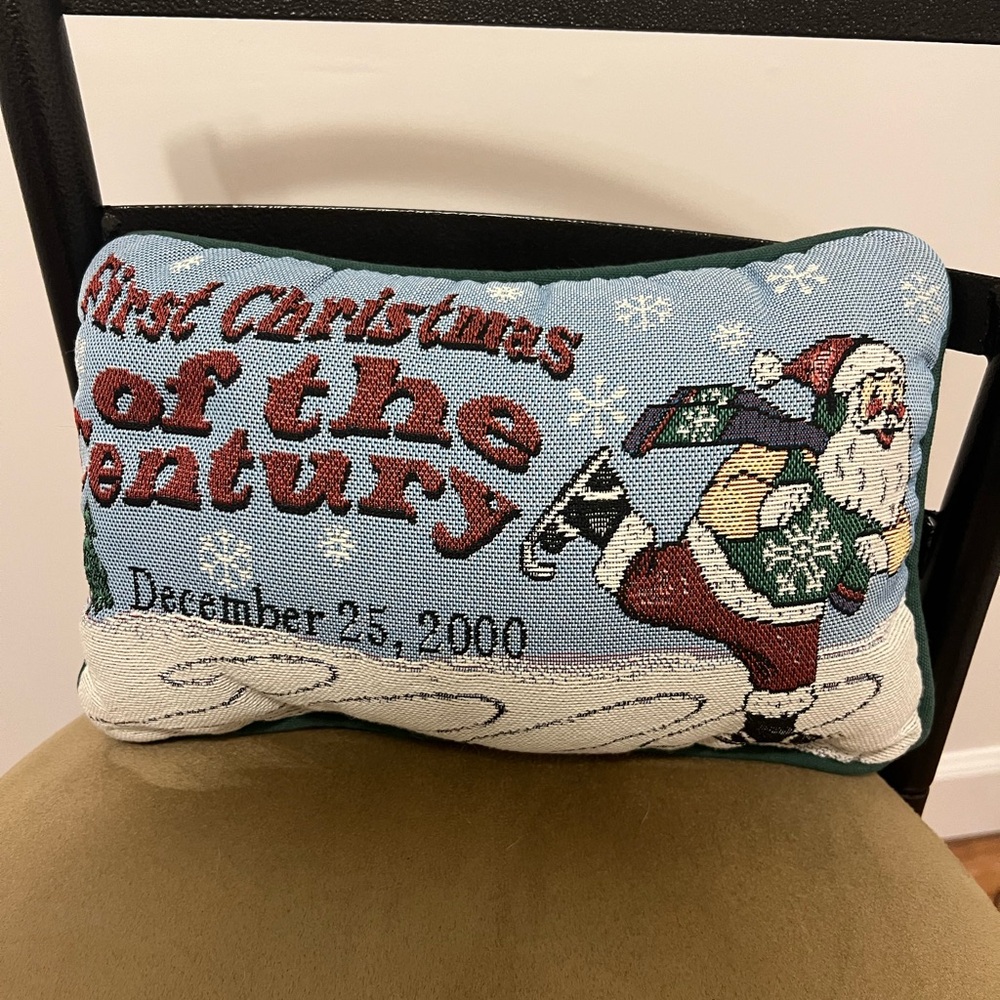 First Christmas
of the
Century
December 25, 2000